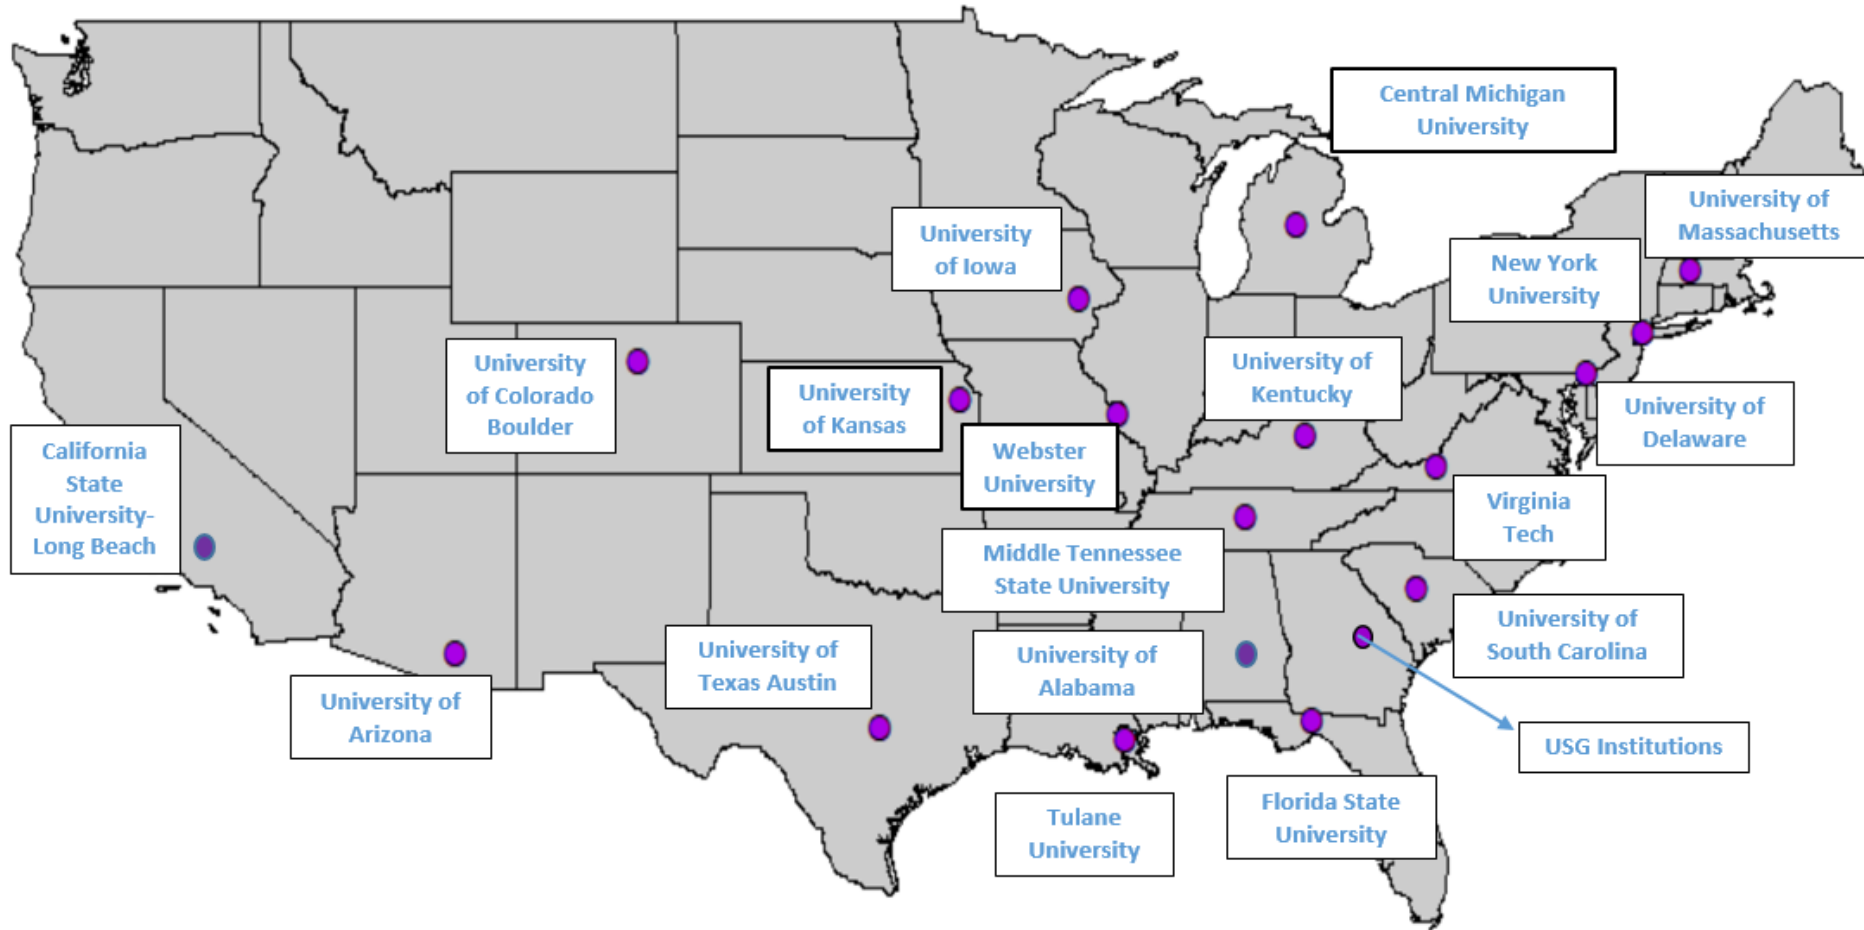 Central Michigan
University
University of
Massachusetts
University
of Iowa
New York
University
University
of Colorado
Boulder
University
of Kansas
University of
Kentucky
University of
Delaware
California
State
University-
Long Beach
Webster
University
Virginia
Tech
Middle Tennessee
State University
University of
South Carolina
University of
Texas Austin
University of
Alabama
University of
Arizona
USG Institutions
Tulane
University
Florida State
University